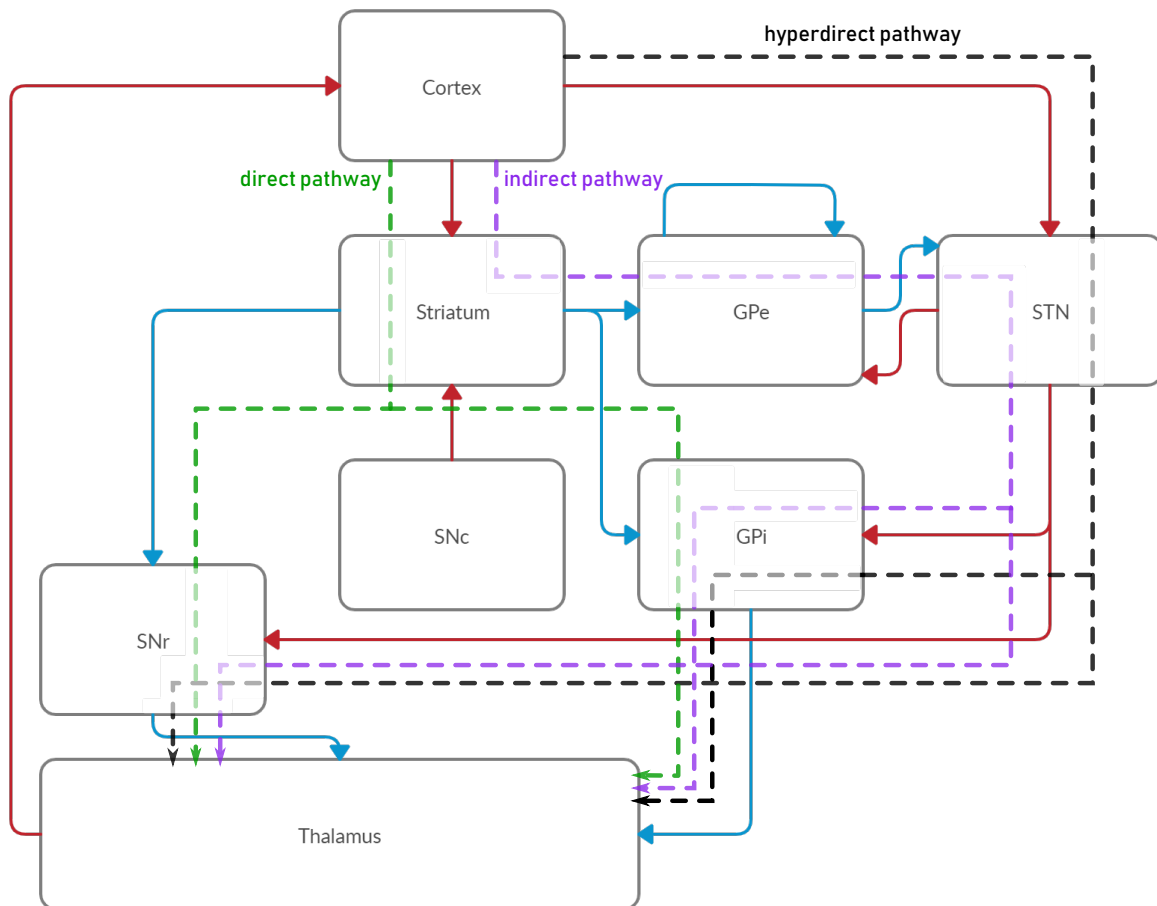 hyperdirect pathway
Cortex
direct pathway
indirect pathway
Striatum
GPe
STN
SNc
GPi
SNr
Thalamus